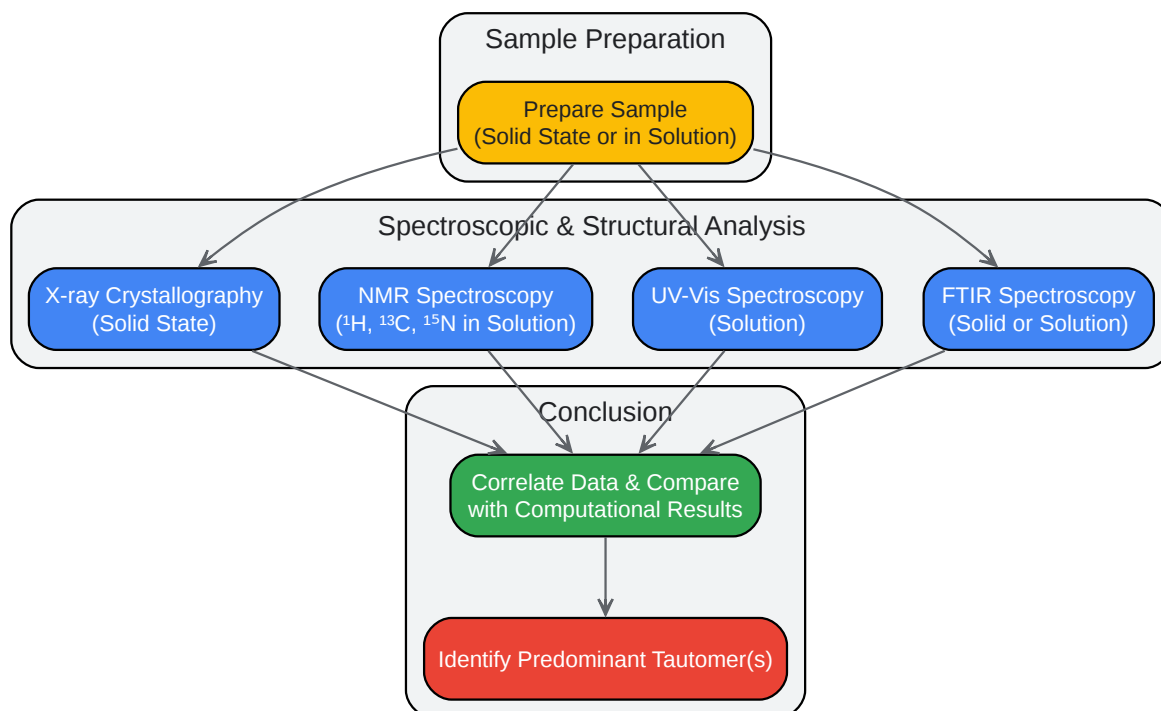 Sample Preparation
Prepare Sample
(Solid State or in Solution)
Spectroscopic & Structural Analysis
X-ray Crystallography
(Solid State)
NMR Spectroscopy
(¹H, ¹³C, ¹⁵N in Solution)
UV-Vis Spectroscopy
(Solution)
FTIR Spectroscopy
(Solid or Solution)
Conclusion
Correlate Data & Compare
with Computational Results
Identify Predominant Tautomer(s)